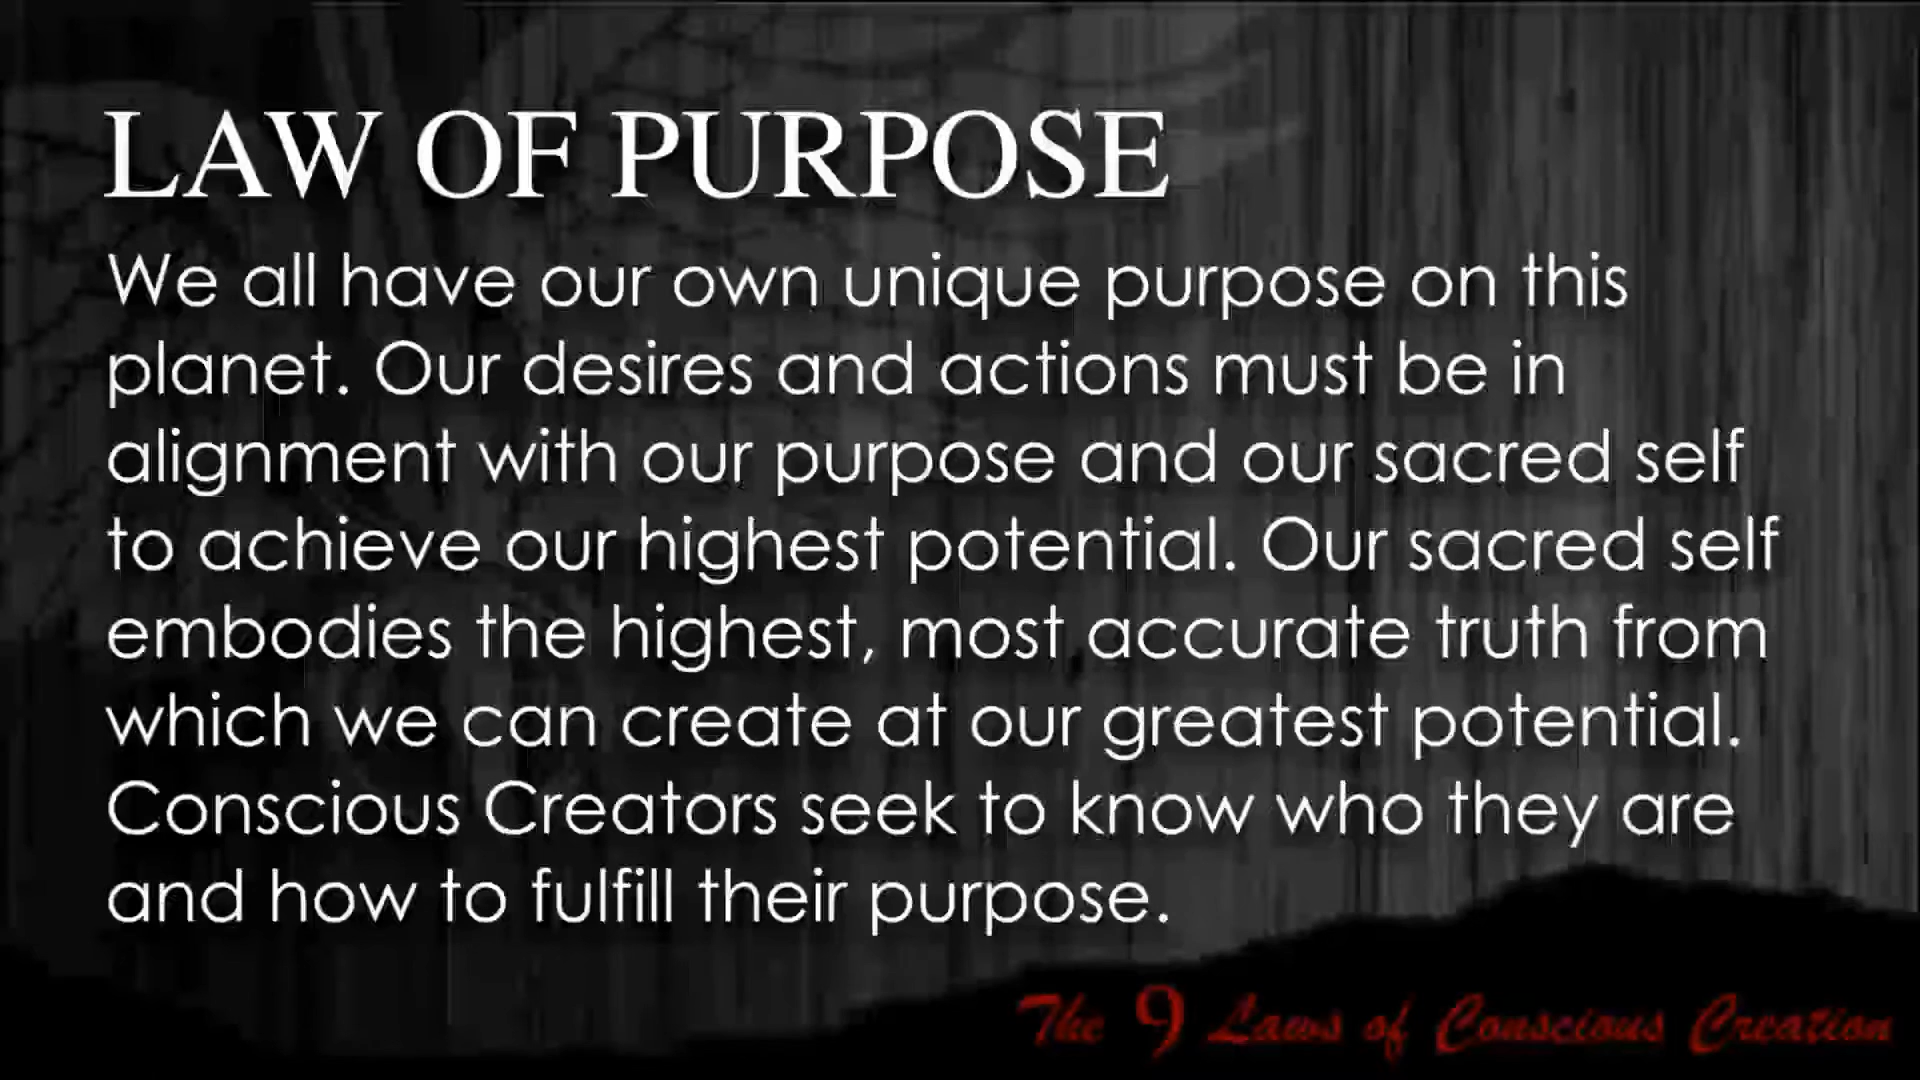 LAW OF PURPOSE
We all have our own unique purpose on this
planet. Our desires and actions must be in
alignment with our purpose and our sacred self
to achieve our highest potential. Our sacred self
embodies the highest, most accurate truth from
which we can create at our greatest potential.
Conscious Creators seek to know who they are
and how to fulfill their purpose.
The 9 Laws of Conscious Creation